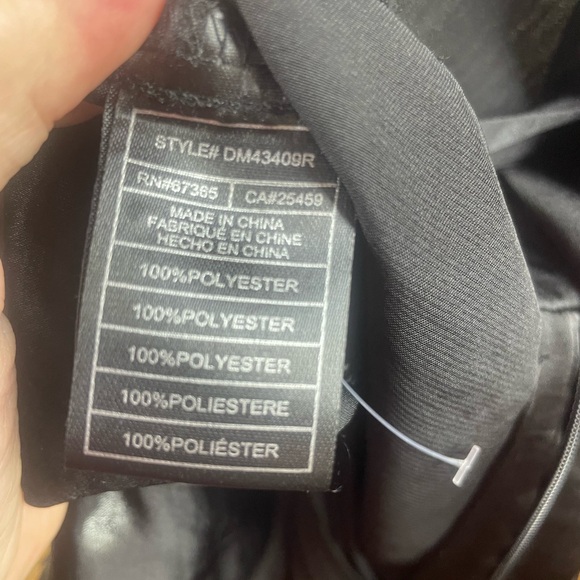 STYLE# DM43409R
RN#67365 CA#25459
MADE IN CHINA
FABRIQUÉ EN CHINE
HECHO EN CHINA
100%POLYESTER
100%POLYESTER
100%POLYESTER
100%POLIESTERE
100%POLIÉSTER